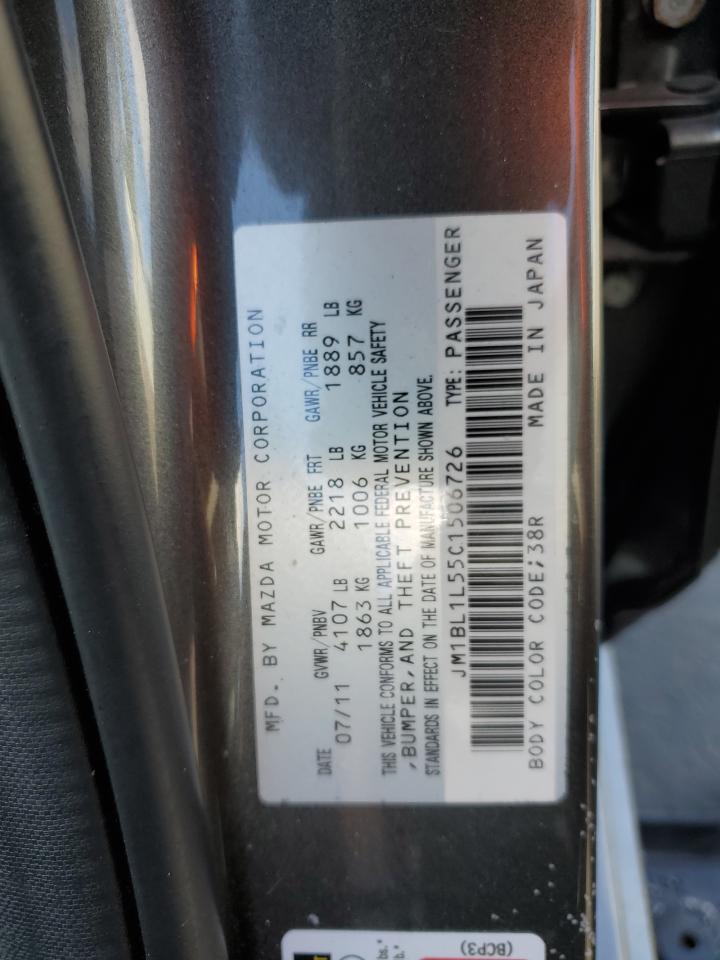 MFD. BY MAZDA MOTOR CORPORATION
DATE GVWR/PNBV GAWR/PNBE FRT GAWR/PNBE RR
07/11 4107 LB 2218 LB 1889 LB
1863 KG 1006 KG 857 KG
THIS VEHICLE CONFORMS TO ALL APPLICABLE FEDERAL MOTOR VEHICLE SAFETY
,BUMPER,AND THEFT PREVENTION
STANDARDS IN EFFECT ON THE DATE OF MANUFACTURE SHOWN ABOVE.
JM1BL1L55C1506726 TYPE: PASSENGER
BODY COLOR CODE;38R MADE IN JAPAN
(BCP3)